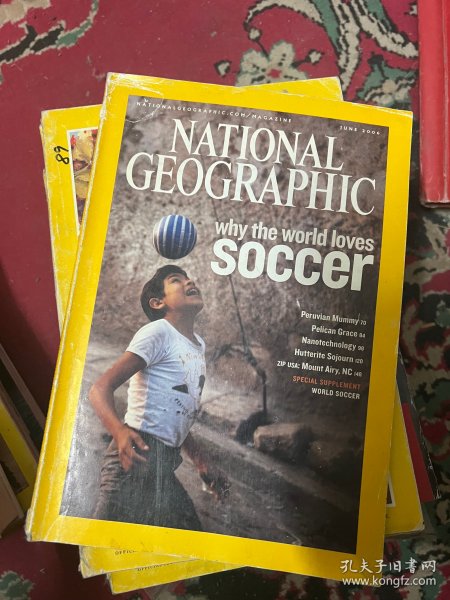 NATIONALGEOGRAPHIC.COM/MAGAZINE
JUNE 2006
NATIONAL
GEOGRAPHIC
why the world loves
soccer
Peruvian Mummy 70
Pelican Grace 84
Nanotechnology 98
Hutterite Sojourn 120
ZIP USA: Mount Airy, NC 146
SPECIAL SUPPLEMENT
WORLD SOCCER
89
孔夫子旧书网
www.kongfz.com